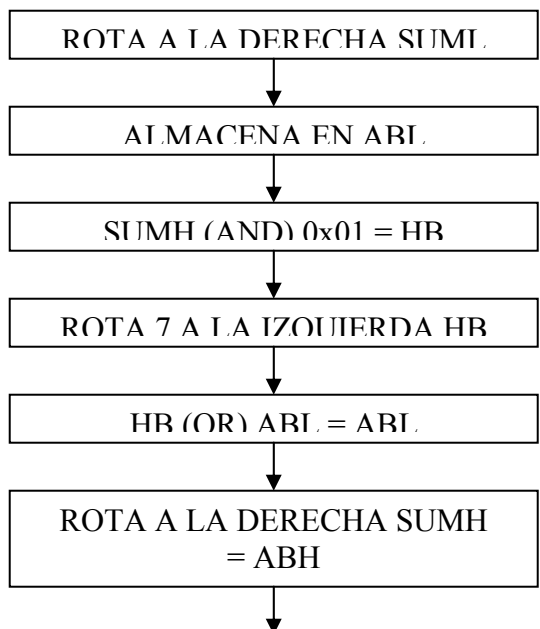 ROTA A LA DERECHA SUML
ALMACENA EN ABL
SUMH (AND) 0x01 = HB
ROTA 7 A LA IZQUIERDA HB
HB (OR) ABL = ABL
ROTA A LA DERECHA SUMH
= ABH